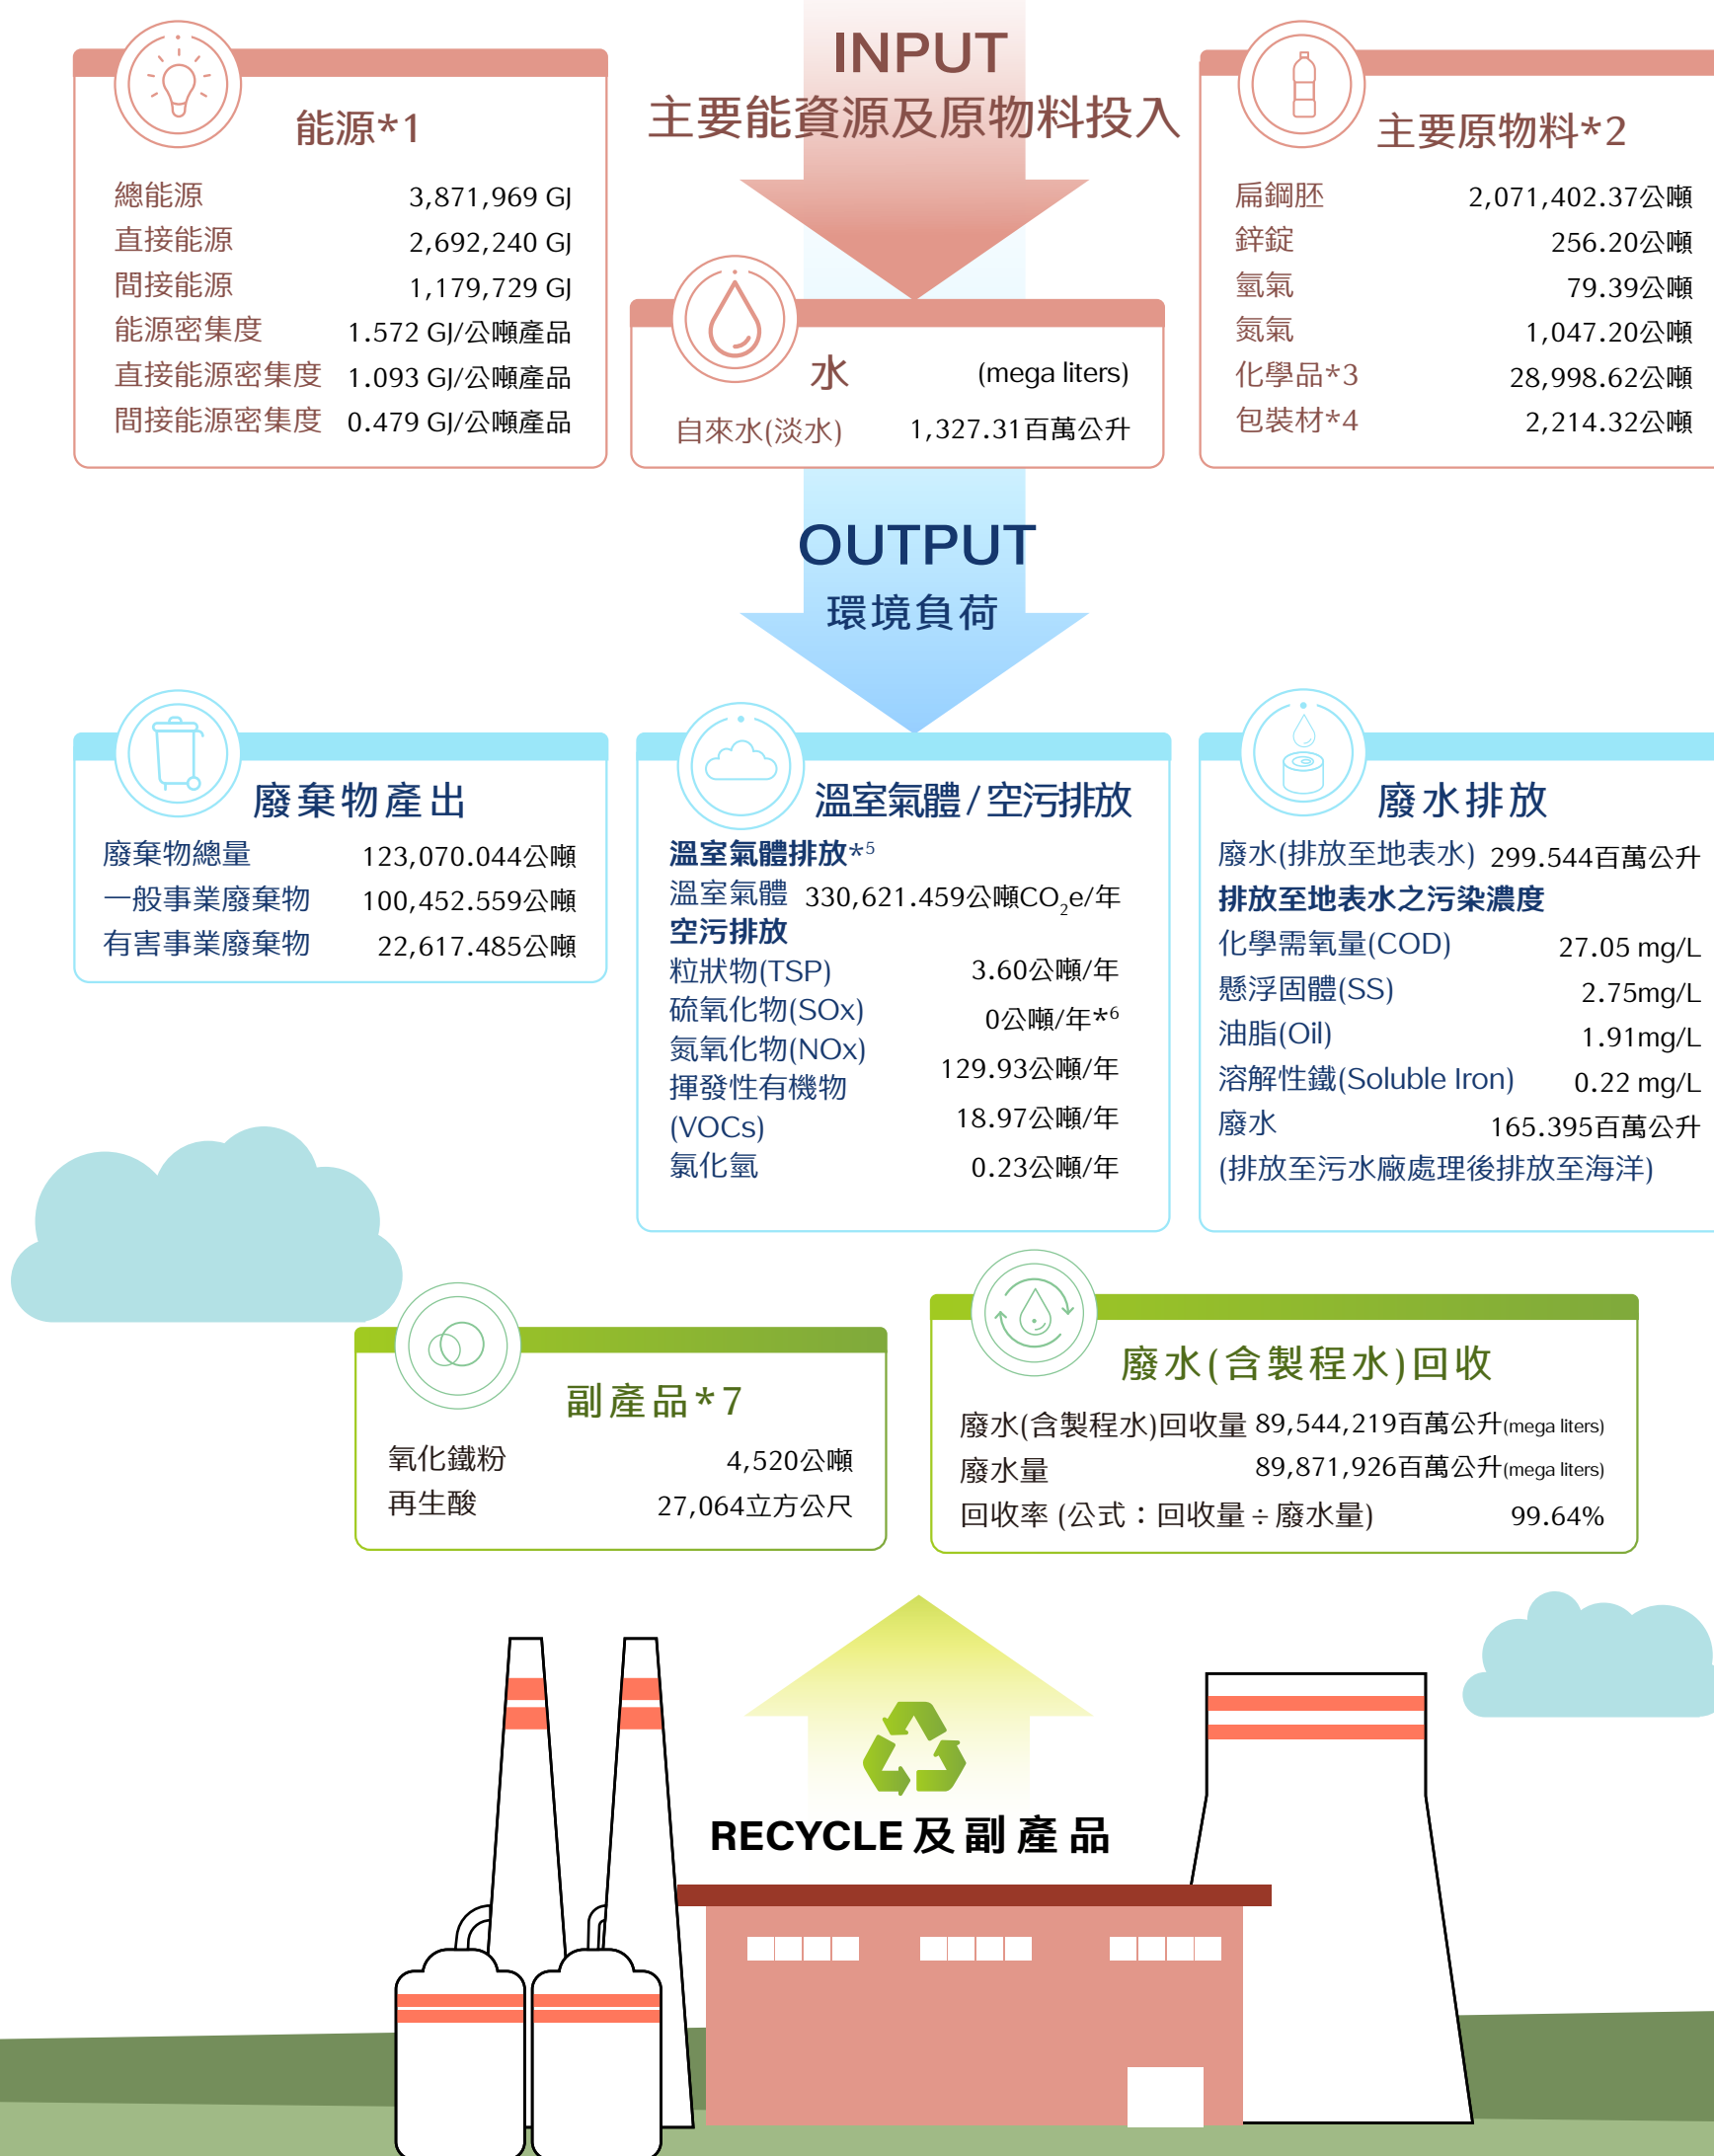 INPUT
主要能資源及原物料投入
能源*1
總能源 3,871,969 GJ
直接能源 2,692,240 GJ
間接能源 1,179,729 GJ
能源密集度 1.572 GJ/公噸產品
直接能源密集度 1.093 GJ/公噸產品
間接能源密集度 0.479 GJ/公噸產品
水 (mega liters)
自來水(淡水) 1,327.31百萬公升
主要原物料*2
扁鋼胚 2,071,402.37公噸
鋅錠 256.20公噸
氫氣 79.39公噸
氮氣 1,047.20公噸
化學品*3 28,998.62公噸
包裝材*4 2,214.32公噸
OUTPUT
環境負荷
廢棄物產出
廢棄物總量 123,070.044公噸
一般事業廢棄物 100,452.559公噸
有害事業廢棄物 22,617.485公噸
溫室氣體/空污排放
溫室氣體排放*5
溫室氣體 330,621.459公噸CO2e/年
空污排放
粒狀物(TSP) 3.60公噸/年
硫氧化物(SOx) 0公噸/年*6
氮氧化物(NOx) 129.93公噸/年
揮發性有機物
(VOCs) 18.97公噸/年
氯化氫 0.23公噸/年
廢水排放
廢水(排放至地表水) 299.544百萬公升
排放至地表水之污染濃度
化學需氧量(COD) 27.05 mg/L
懸浮固體(SS) 2.75mg/L
油脂(Oil) 1.91mg/L
溶解性鐵(Soluble Iron) 0.22 mg/L
廢水 165.395百萬公升
(排放至污水廠處理後排放至海洋)
副產品*7
氧化鐵粉 4,520公噸
再生酸 27,064立方公尺
廢水(含製程水)回收
廢水(含製程水)回收量 89,544,219百萬公升(mega liters)
廢水量 89,871,926百萬公升(mega liters)
回收率 (公式：回收量÷廢水量) 99.64%
RECYCLE 及副產品